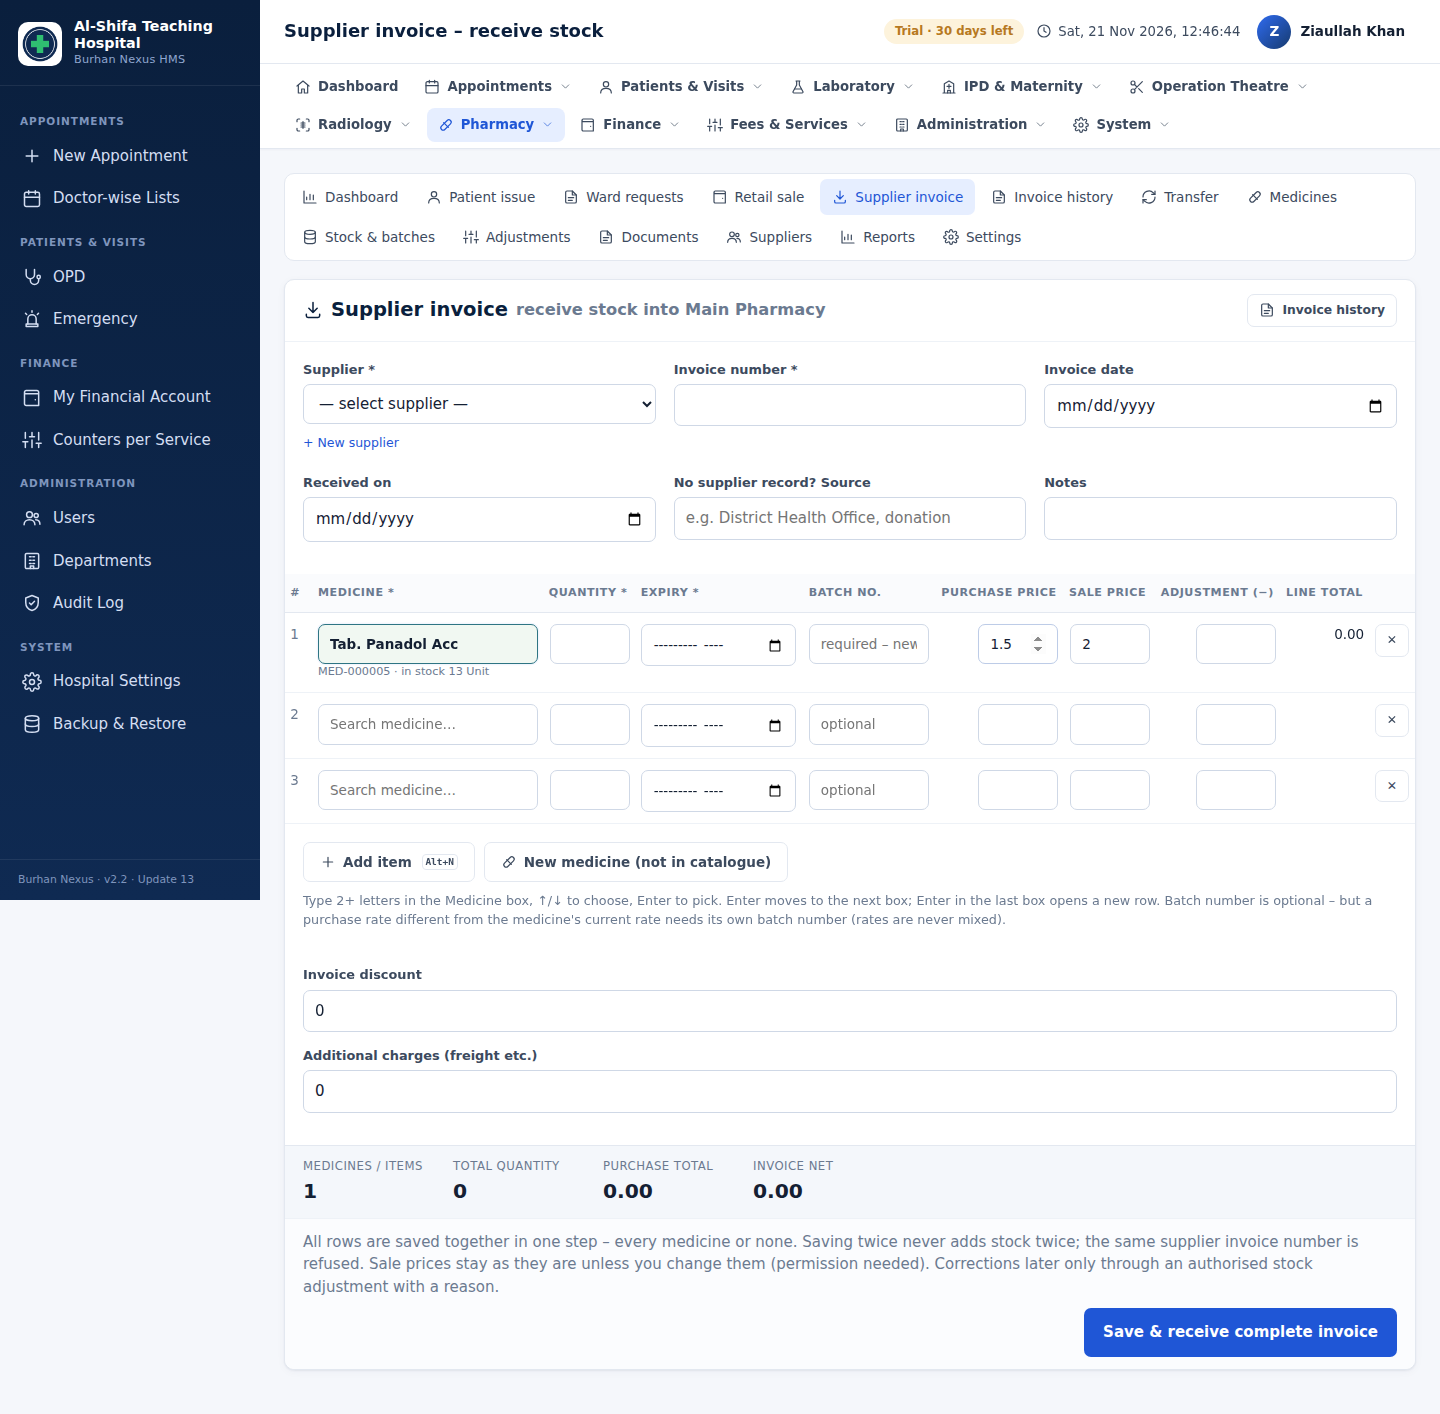 Al-Shifa Teaching
Hospital
Burhan Nexus HMS
APPOINTMENTS
New Appointment
Doctor-wise Lists
PATIENTS & VISITS
OPD
Emergency
FINANCE
My Financial Account
Counters per Service
ADMINISTRATION
Users
Departments
Audit Log
SYSTEM
Hospital Settings
Backup & Restore
Burhan Nexus · v2.2 · Update 13
Supplier invoice – receive stock
Trial · 30 days left
Sat, 21 Nov 2026, 12:46:44
Z
Ziaullah Khan
Dashboard Appointments Patients & Visits Laboratory IPD & Maternity Operation Theatre
Radiology Pharmacy Finance Fees & Services Administration System
Dashboard Patient issue Ward requests Retail sale Supplier invoice Invoice history Transfer Medicines
Stock & batches Adjustments Documents Suppliers Reports Settings
Supplier invoice receive stock into Main Pharmacy
Invoice history
Supplier * Invoice number * Invoice date
— select supplier — mm/dd/yyyy
+ New supplier
Received on No supplier record? Source Notes
mm/dd/yyyy e.g. District Health Office, donation
# MEDICINE * QUANTITY * EXPIRY * BATCH NO. PURCHASE PRICE SALE PRICE ADJUSTMENT (−) LINE TOTAL
1 Tab. Panadol Acc --------- ---- required – new 1.5 2 0.00 ×
MED-000005 · in stock 13 Unit
2 Search medicine… --------- ---- optional ×
3 Search medicine… --------- ---- optional ×
Add item Alt+N New medicine (not in catalogue)
Type 2+ letters in the Medicine box, ↑/↓ to choose, Enter to pick. Enter moves to the next box; Enter in the last box opens a new row. Batch number is optional – but a
purchase rate different from the medicine's current rate needs its own batch number (rates are never mixed).
Invoice discount
0
Additional charges (freight etc.)
0
MEDICINES / ITEMS TOTAL QUANTITY PURCHASE TOTAL INVOICE NET
1 0 0.00 0.00
All rows are saved together in one step – every medicine or none. Saving twice never adds stock twice; the same supplier invoice number is
refused. Sale prices stay as they are unless you change them (permission needed). Corrections later only through an authorised stock
adjustment with a reason.
Save & receive complete invoice